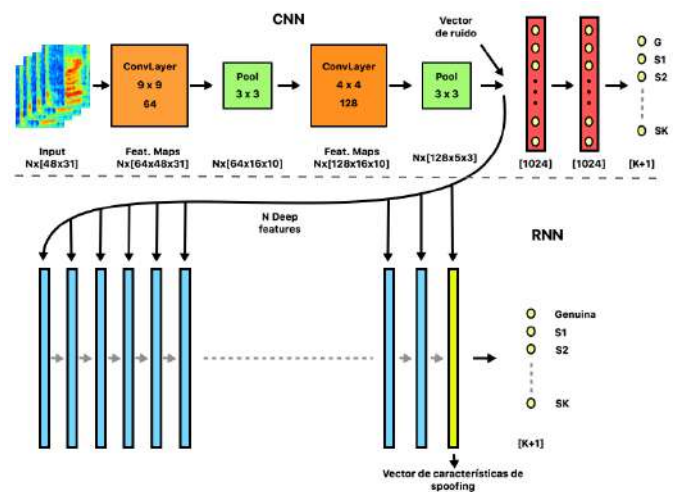 CNN
Vector
de ruido
ConvLayer
9 x 9
64
Pool
3 x 3
ConvLayer
4 x 4
128
Pool
3 x 3
G
S1
S2
SK
Input
Nx[48x31]
Feat. Maps
Nx[64x48x31]
Nx[64x16x10]
Feat. Maps
Nx[128x16x10]
Nx[128x5x3]
[1024]
[1024]
[K+1]
N Deep
features
RNN
Genuina
S1
S2
SK
[K+1]
Vector de características de
spoofing